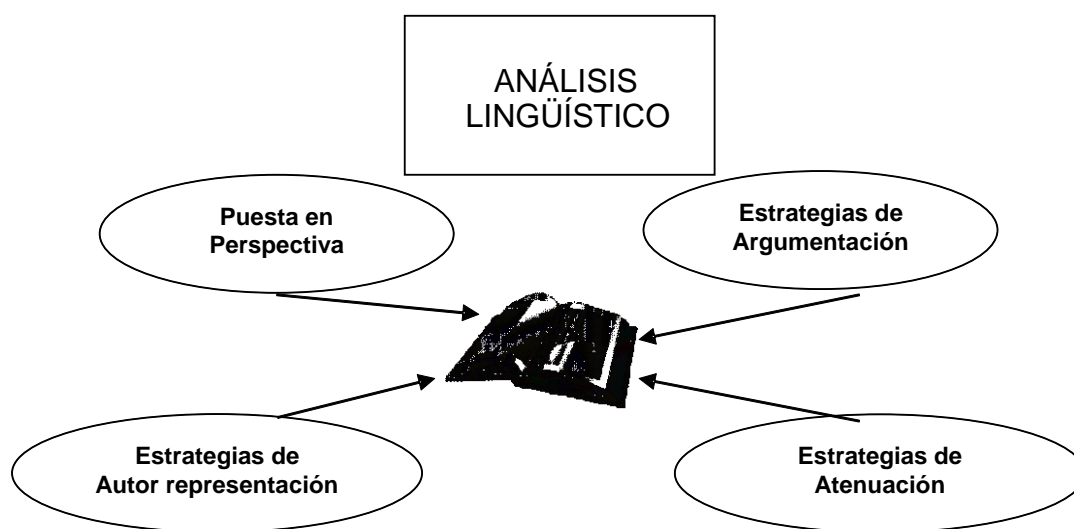 ANÁLISIS
LINGÜÍSTICO
Puesta en
Perspectiva
Estrategias de
Argumentación
Estrategias de
Autor representación
Estrategias de
Atenuación